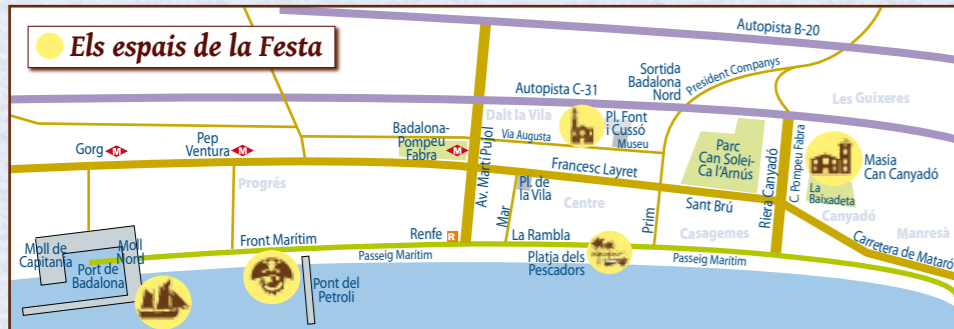 Els espais de la Festa
Autopista B-20
Sortida
Badalona
Nord
President Companys
Autopista C-31
Les Guixeres
Dalt la Vila
Pl. Font
i Cussó
Museu
Via Augusta
Gorg M
Pep
Ventura M
Badalona-
Pompeu
Fabra M
Av. Martí Pujol
Francesc Layret
Parc
Can Solei-
Ca l'Arnús
Riera Canyadó
C. Pompeu Fabra
Masia
Can Canyadó
La
Baixadeta
Progrés
Pl. de
la Vila
Mar
Centre
Prim
Sant Brú
Casagemes
Canyadó
Manresà
Carretera de Mataró
Moll de
Capitania
Moll
Nord
Port de
Badalona
Front Marítim
Renfe R
La Rambla
Passeig Marítim
Platja dels
Pescadors
Passeig Marítim
Pont del
Petroli